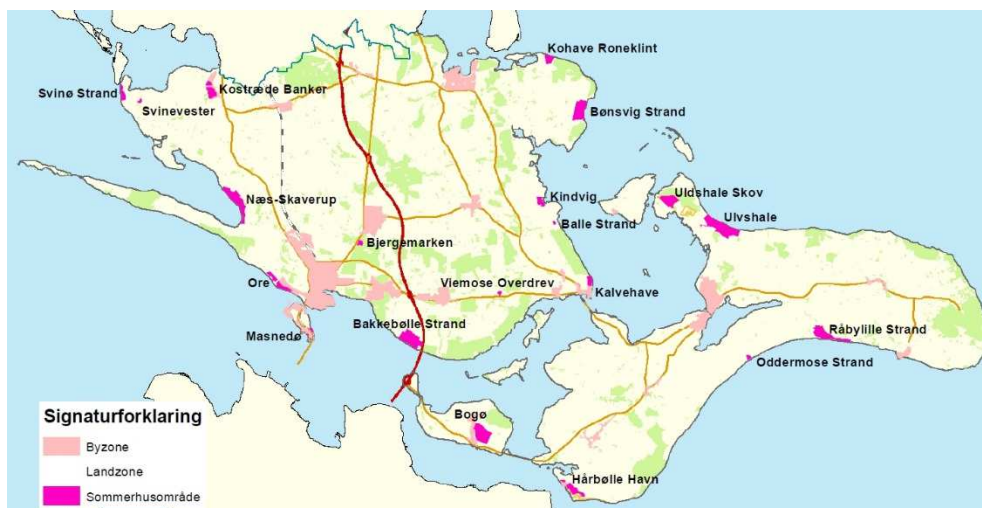 Kohave Roneklint
Svinø Strand
Kostræde Banker
Svinevester
Bønsvig Strand
Næs-Skaverup
Kindvig
Uldshale Skov
Balle Strand
Ulvshale
Bjergemarken
Ore
Viemose Overdrev
Kalvehave
Masnedø
Bakkebølle Strand
Råbylille Strand
Oddermose Strand
Bogø
Hårbølle Havn
Signaturforklaring
Byzone
Landzone
Sommerhusområde